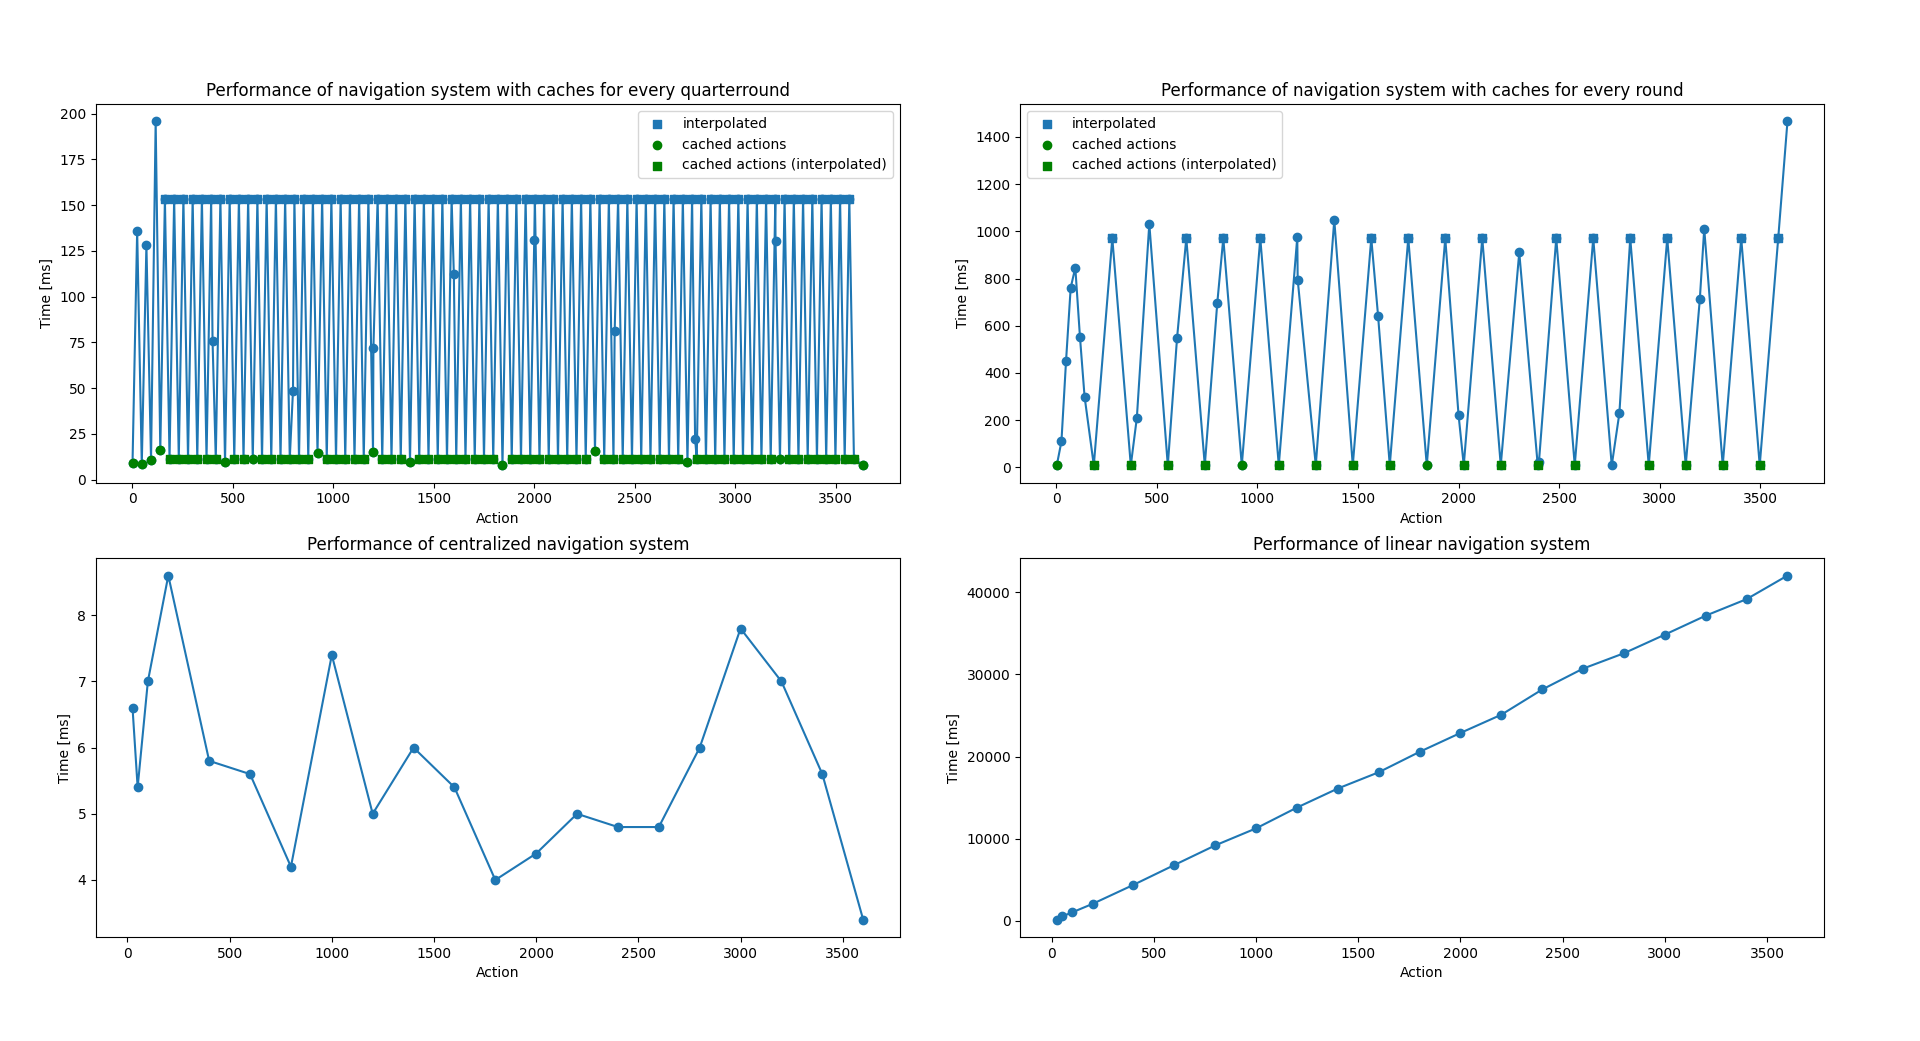 Performance of navigation system with caches for every quarterround
Time [ms]
200
175
150
125
100
75
50
25
0
interpolated
cached actions
cached actions (interpolated)
0 500 1000 1500 2000 2500 3000 3500
Action
Performance of navigation system with caches for every round
Time [ms]
1400
1200
1000
800
600
400
200
0
interpolated
cached actions
cached actions (interpolated)
0 500 1000 1500 2000 2500 3000 3500
Action
Performance of centralized navigation system
Time [ms]
8
7
6
5
4
0 500 1000 1500 2000 2500 3000 3500
Action
Performance of linear navigation system
Time [ms]
40000
30000
20000
10000
0
0 500 1000 1500 2000 2500 3000 3500
Action